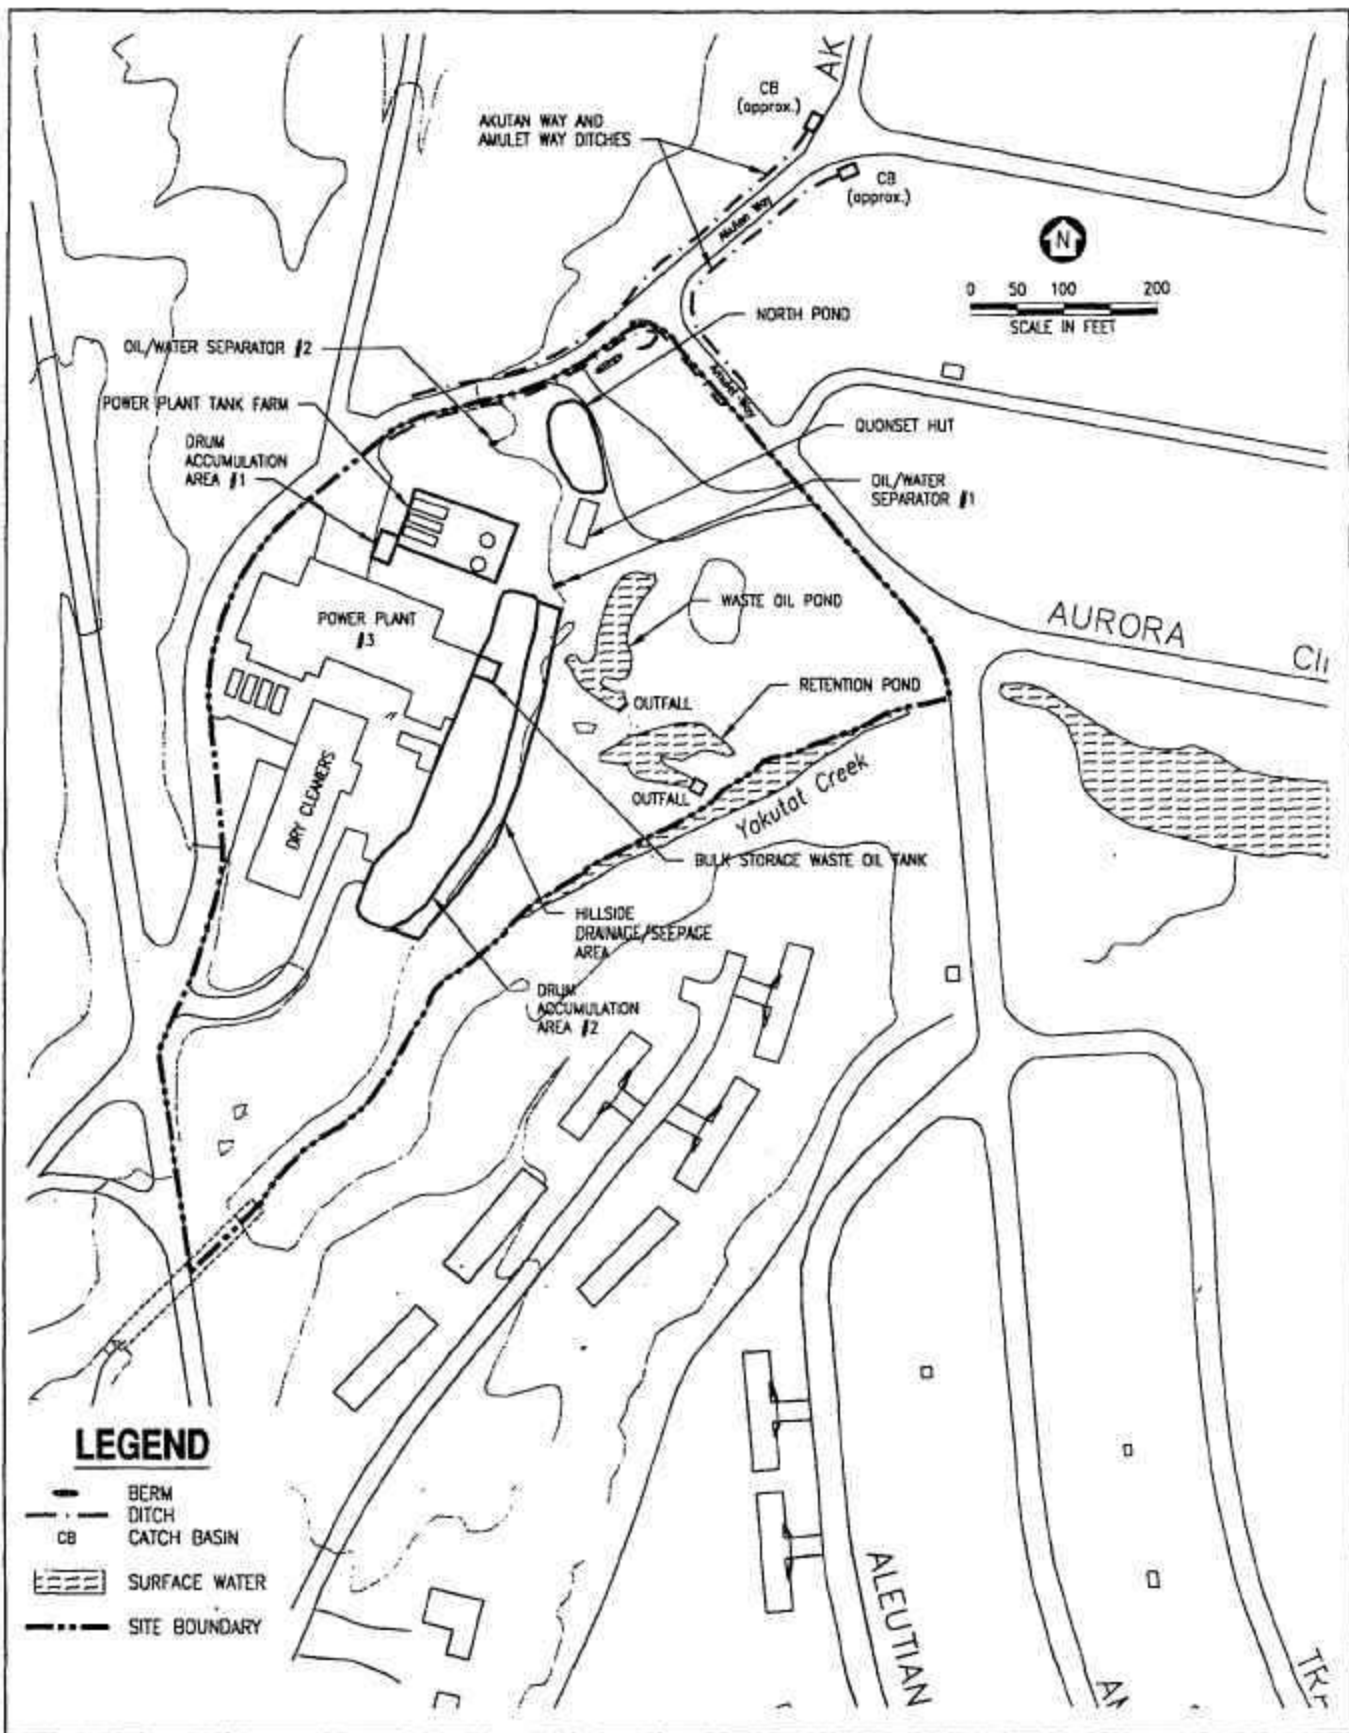 AK
CB
(approx.)
AKUTAN WAY AND
AMULET WAY DITCHES
CB
(approx.)
Akutan Way
N
0 50 100 200
SCALE IN FEET
NORTH POND
OIL/WATER SEPARATOR #2
Amulet Way
POWER PLANT TANK FARM
QUONSET HUT
DRUM
ACCUMULATION
AREA #1
OIL/WATER
SEPARATOR #1
WASTE OIL POND
POWER PLANT
#3
AURORA
CI
RETENTION POND
OUTFALL
DRY CLEANERS
OUTFALL
Yakutat Creek
BULK STORAGE WASTE OIL TANK
HILLSIDE
DRAINAGE/SEEPAGE
AREA
DRUM
ACCUMULATION
AREA #2
LEGEND
BERM
DITCH
CB CATCH BASIN
SURFACE WATER
SITE BOUNDARY
ALEUTIAN